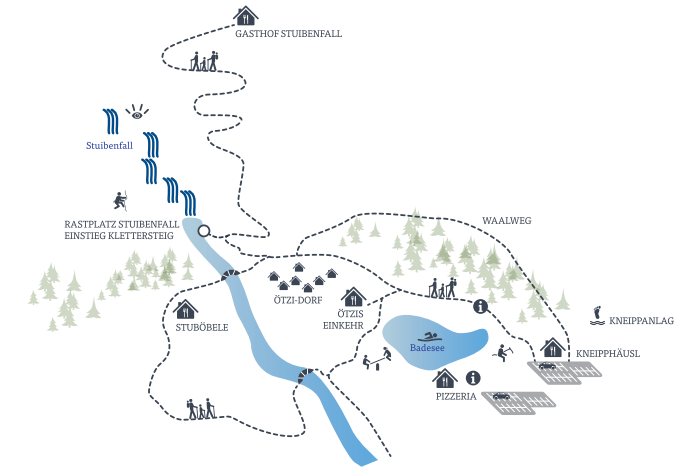 GASTHOF STUIBENFALL
Stuibenfall
RASTPLATZ STUIBENFALL
EINSTIEG KLETTERSTEIG
WAALWEG
ÖTZI-DORF
ÖTZIS
EINKEHR
STUBÖBELE
KNEIPPANLAG
Badesee
KNEIPPHÄUSL
PIZZERIA